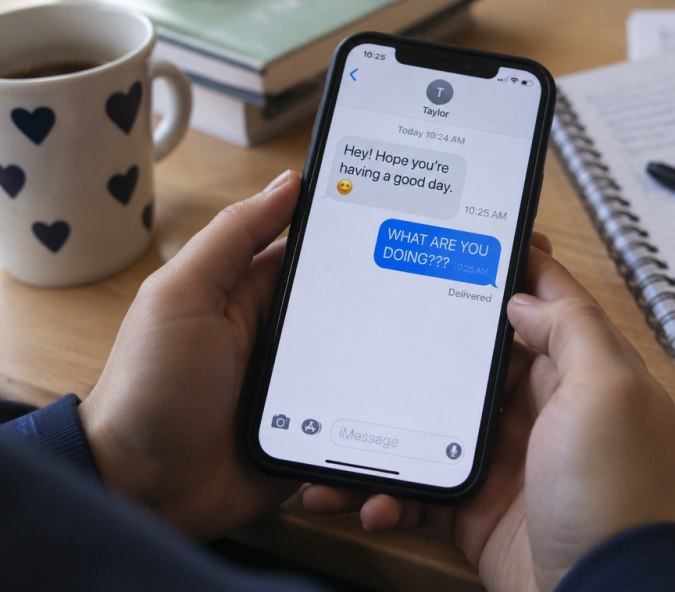 10:25
T
Taylor
Today 10:24 AM
Hey! Hope you're
having a good day.
😊
10:25 AM
WHAT ARE YOU
DOING??? 10:25 AM
Delivered
iMessage